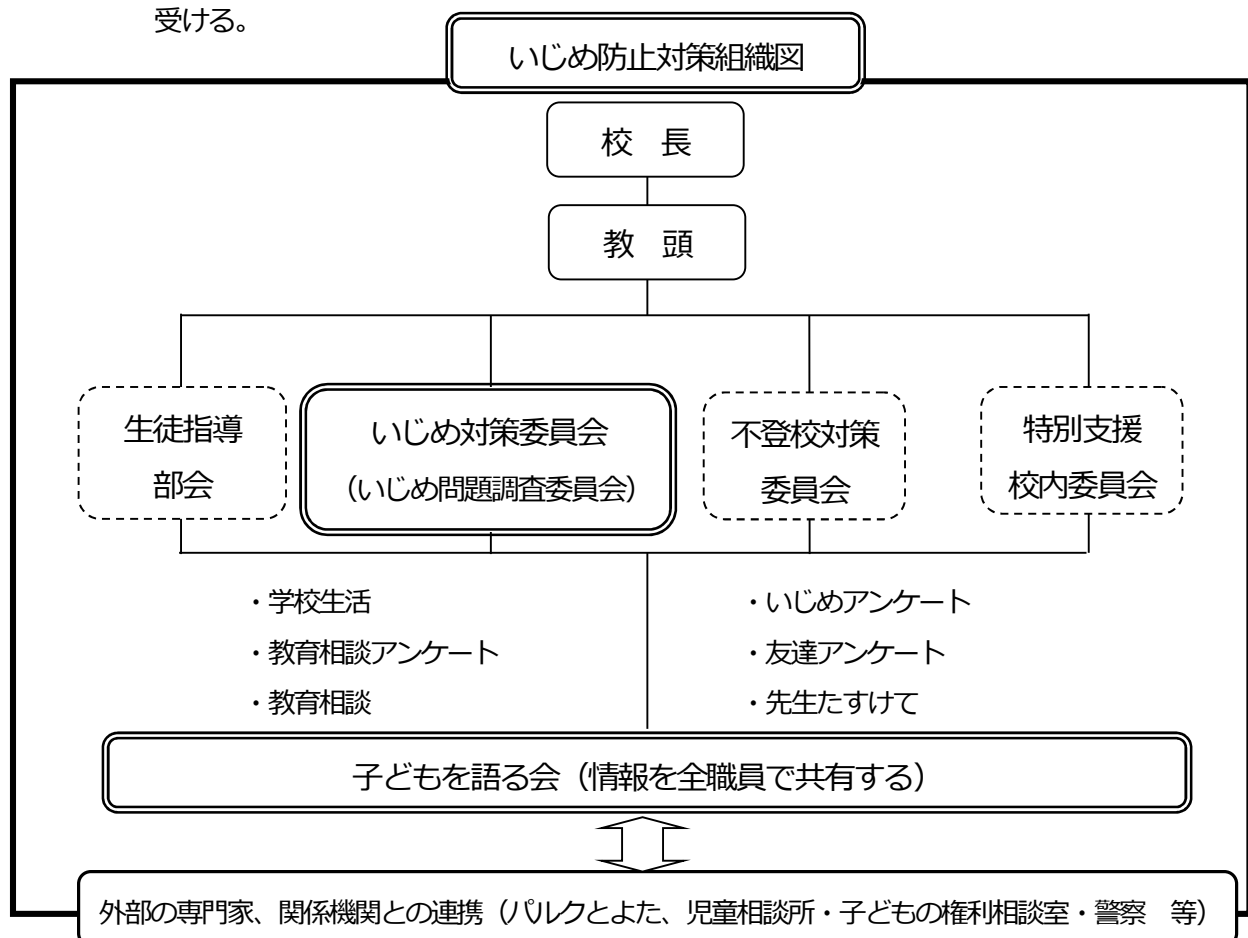 受ける。
いじめ防止対策組織図
校　長
教　頭
生徒指導
部会
いじめ対策委員会
（いじめ問題調査委員会）
不登校対策
委員会
特別支援
校内委員会
・学校生活
・教育相談アンケート
・教育相談
・いじめアンケート
・友達アンケート
・先生たすけて
子どもを語る会（情報を全職員で共有する）
外部の専門家、関係機関との連携（パルクとよた、児童相談所・子どもの権利相談室・警察　等）